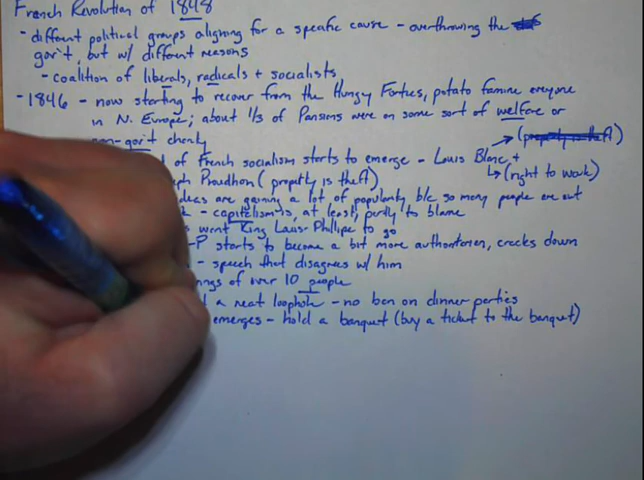 French Revolution of 1848
- different political groups aligning for a specific cause - overthrowing the
gov't, but w/ different reasons
- coalition of liberals, radicals + socialists
- 1846 - now starting to recover from the Hungry Forties, potato famine everyone
in N. Europe; about 1/3 of Parisians were on some sort of welfare or
non-gov't charity
(property is theft)
of French socialism starts to emerge - Louis Blanc +
(right to work)
Proudhon (property is theft)
ideas are gaining a lot of popularity b/c so many people are out
- capitalism is, at least, partly to blame
want King Louis-Phillipe to go
-P starts to become a bit more authoritarian, cracks down
- speech that disagrees w/ him
of over 10 people
a neat loophole - no ban on dinner parties
emerges - hold a banquet (buy a ticket to the banquet)